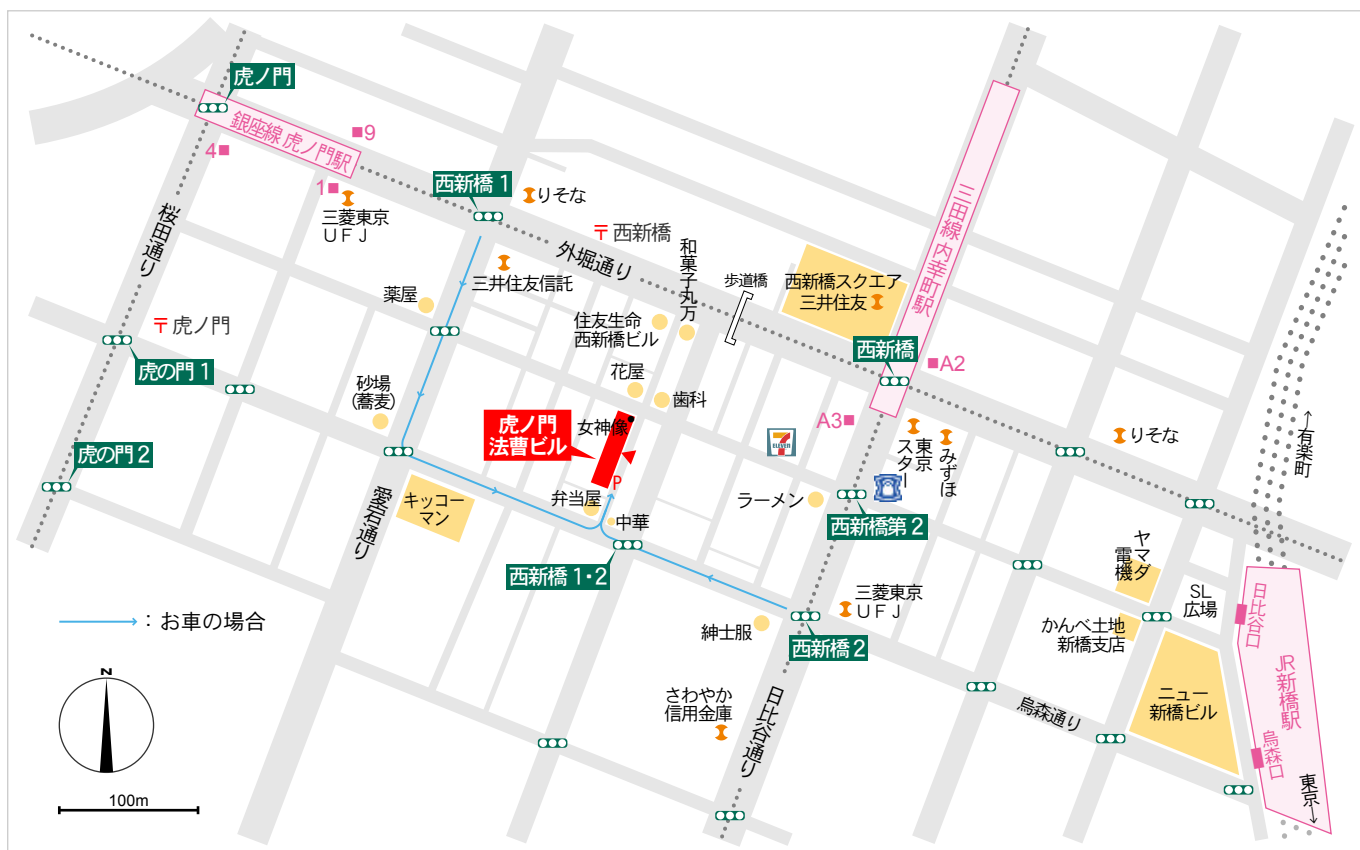 虎ノ門
銀座線 虎ノ門駅
9
4
1
三菱東京
UFJ
西新橋 1
りそな
〒西新橋
外堀通り
和菓子丸万
歩道橋
西新橋スクエア
三井住友
三田線 内幸町駅
桜田通り
三井住友信託
薬屋
〒虎ノ門
虎の門 1
虎の門 2
住友生命
西新橋ビル
花屋
歯科
西新橋
A2
A3
砂場
(蕎麦)
虎ノ門
法曹ビル
女神像
P
7
ELEVEN
東京
スター
みずほ
りそな
←有楽町
愛宕通り
キッコー
マン
弁当屋
中華
ラーメン
西新橋第 2
西新橋 1・2
ヤマダ
電機
SL
広場
日比谷口
三菱東京
UFJ
かんべ土地
新橋支店
紳士服
西新橋 2
:お車の場合
N
100m
さわやか
信用金庫
日比谷通り
烏森通り
ニュー
新橋ビル
JR新橋駅
烏森口
東京→